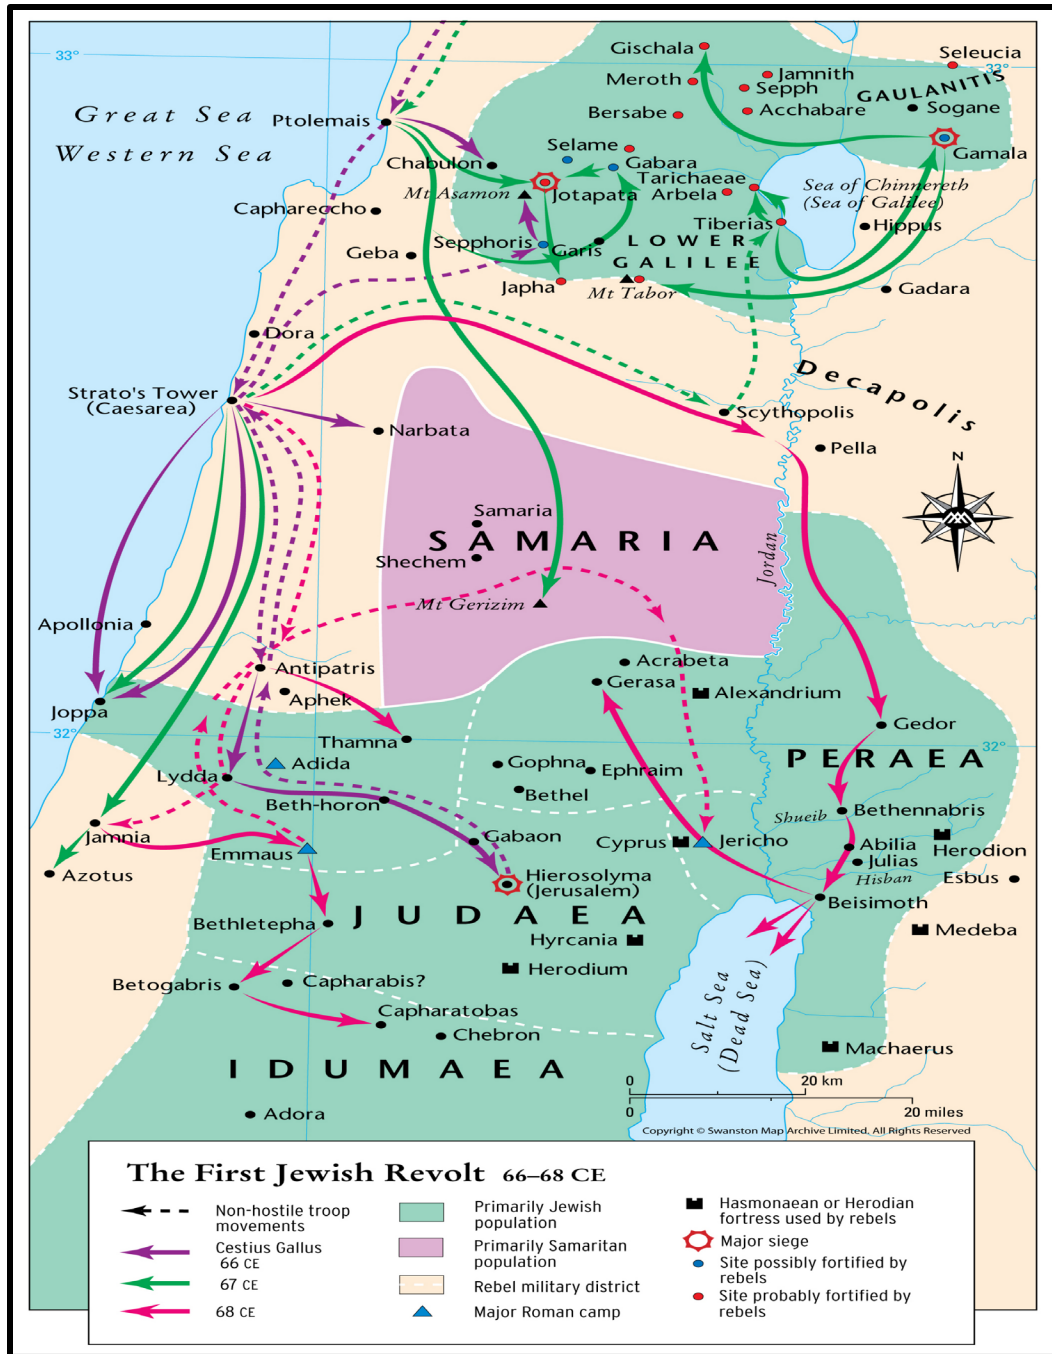 33°
33°
Great Sea
Western Sea
Ptolemais
Gischala
Meroth
Jamnith
Sepph
Bersabe
Acchabare
Seleucia
GAULANITIS
Sogane
Gamala
Selame
Chabulon
Gabara
Tarichaeae
Mt Asamon
Jotapata
Arbela
Sea of Chinnereth
(Sea of Galilee)
Caphareccho
Tiberias
Hippus
Sepphoris
Garis
LOWER
GALILEE
Geba
Japha
Mt Tabor
Gadara
Dora
Decapolis
Strato's Tower
(Caesarea)
Narbata
Scythopolis
Pella
N
Samaria
SAMARIA
Shechem
Jordan
Mt Gerizim
Apollonia
Antipatris
Acrabeta
Gerasa
Alexandrium
Aphek
Joppa
Gedor
32°
32°
Thamna
PERAEA
Lydda
Adida
Gophna
Ephraim
Bethel
Beth-horon
Shueib
Bethennabris
Jamnia
Gabaon
Cyprus
Jericho
Abilia
Herodion
Emmaus
Julias
Azotus
Hierosolyma
(Jerusalem)
Hisban
Esbus
Beisimoth
Bethletepha
JUDAEA
Medeba
Hyrcania
Herodium
Betogabris
Capharabis?
Salt Sea
(Dead Sea)
Capharatobas
Chebron
Machaerus
IDUMAEA
0 20 km
0 20 miles
Adora
Copyright © Swanston Map Archive Limited, All Rights Reserved
The First Jewish Revolt 66–68 CE
Non-hostile troop
movements
Cestius Gallus
66 CE
67 CE
68 CE
Primarily Jewish
population
Primarily Samaritan
population
Rebel military district
Major Roman camp
Hasmonaean or Herodian
fortress used by rebels
Major siege
Site possibly fortified by
rebels
Site probably fortified by
rebels